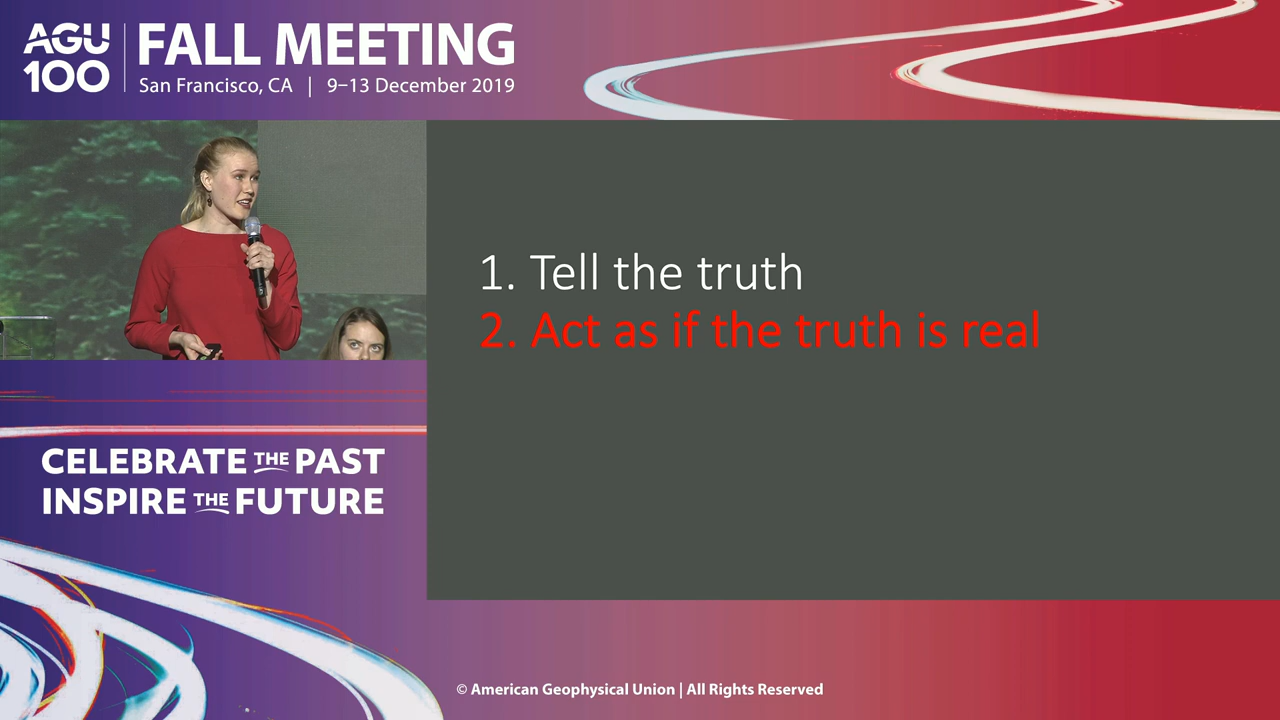 AGU
100
FALL MEETING
San Francisco, CA | 9–13 December 2019
1. Tell the truth
2. Act as if the truth is real
CELEBRATE THE PAST
INSPIRE THE FUTURE
© American Geophysical Union | All Rights Reserved